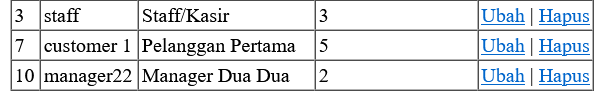 3 staff Staff/Kasir 3 Ubah | Hapus
7 customer 1 Pelanggan Pertama 5 Ubah | Hapus
10 manager22 Manager Dua Dua 2 Ubah | Hapus